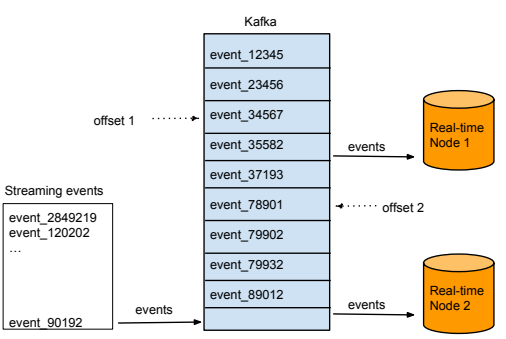 Kafka
event_12345
event_23456
offset 1
event_34567
event_35582
events
Real-time
Node 1
event_37193
Streaming events
event_78901
offset 2
event_2849219
event_120202
...
event_79902
event_79932
event_89012
event_90192
events
events
Real-time
Node 2